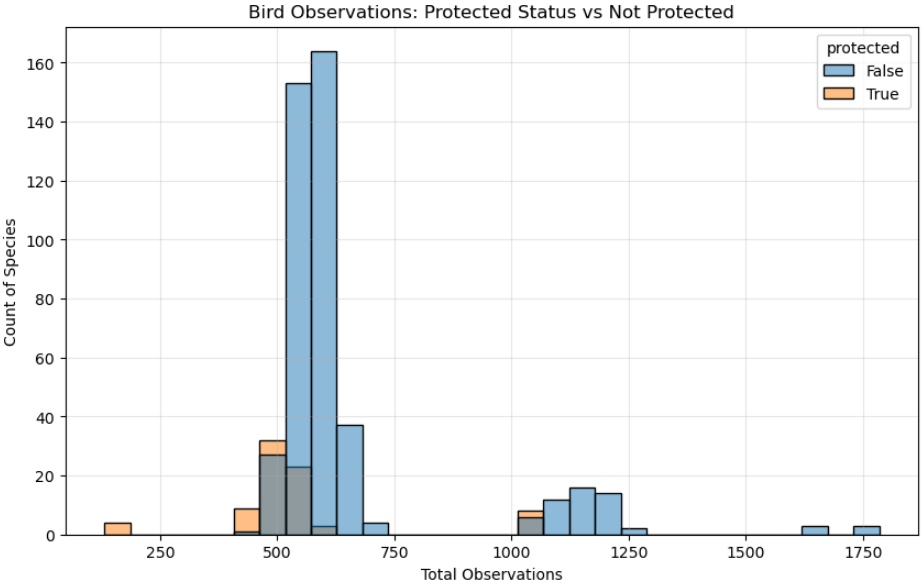 Bird Observations: Protected Status vs Not Protected
protected
False
True
160
140
120
100
80
60
40
20
0
Count of Species
250
500
750
1000
1250
1500
1750
Total Observations